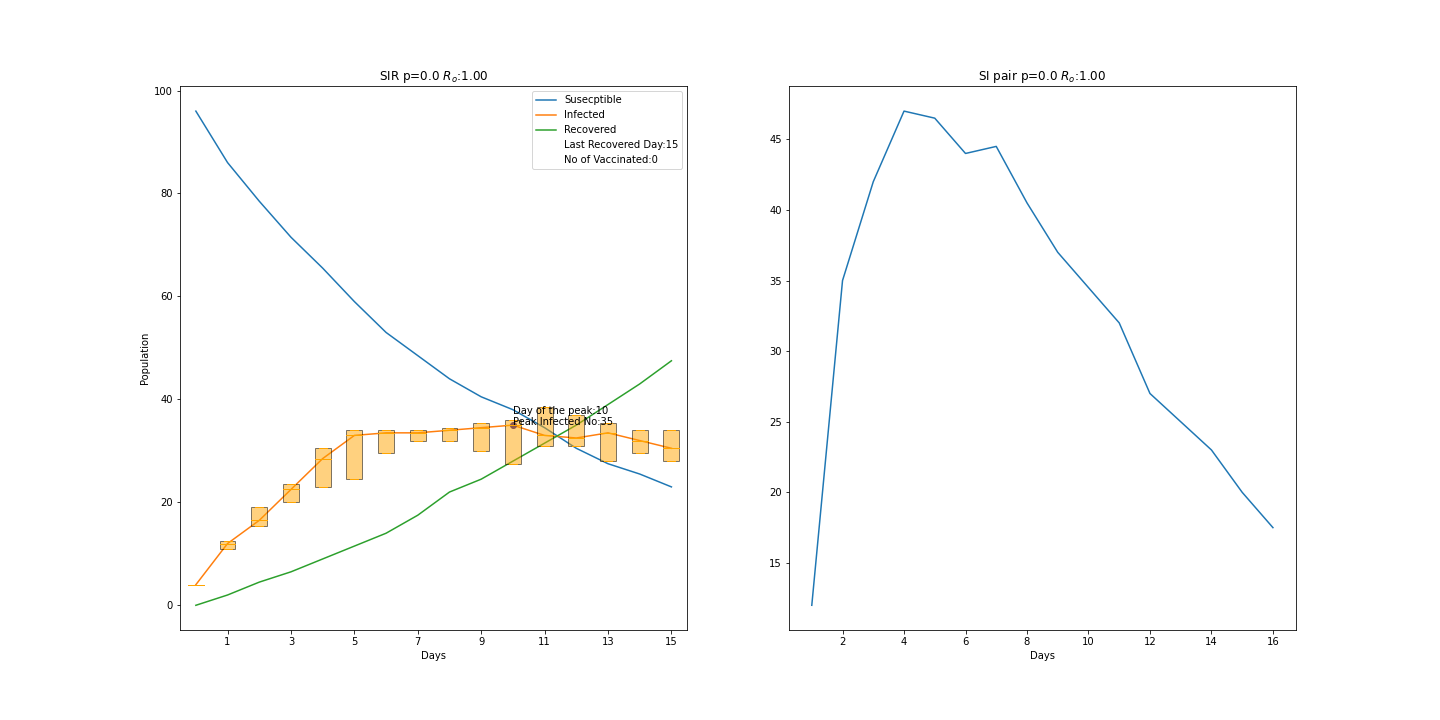 SIR p=0.0 Rₒ:1.00
Susecptible
Infected
Recovered
Last Recovered Day:15
No of Vaccinated:0
100
80
60
40
20
0
Population
Day of the peak:10
Peak Infected No:35
1 3 5 7 9 11 13 15
Days
SI pair p=0.0 Rₒ:1.00
45
40
35
30
25
20
15
2 4 6 8 10 12 14 16
Days